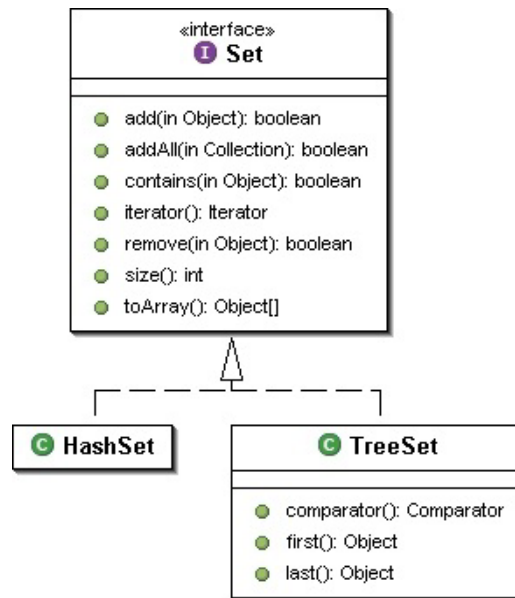 «interface»
I Set
add(in Object): boolean
addAll(in Collection): boolean
contains(in Object): boolean
iterator(): Iterator
remove(in Object): boolean
size(): int
toArray(): Object[]
C HashSet
C TreeSet
comparator(): Comparator
first(): Object
last(): Object